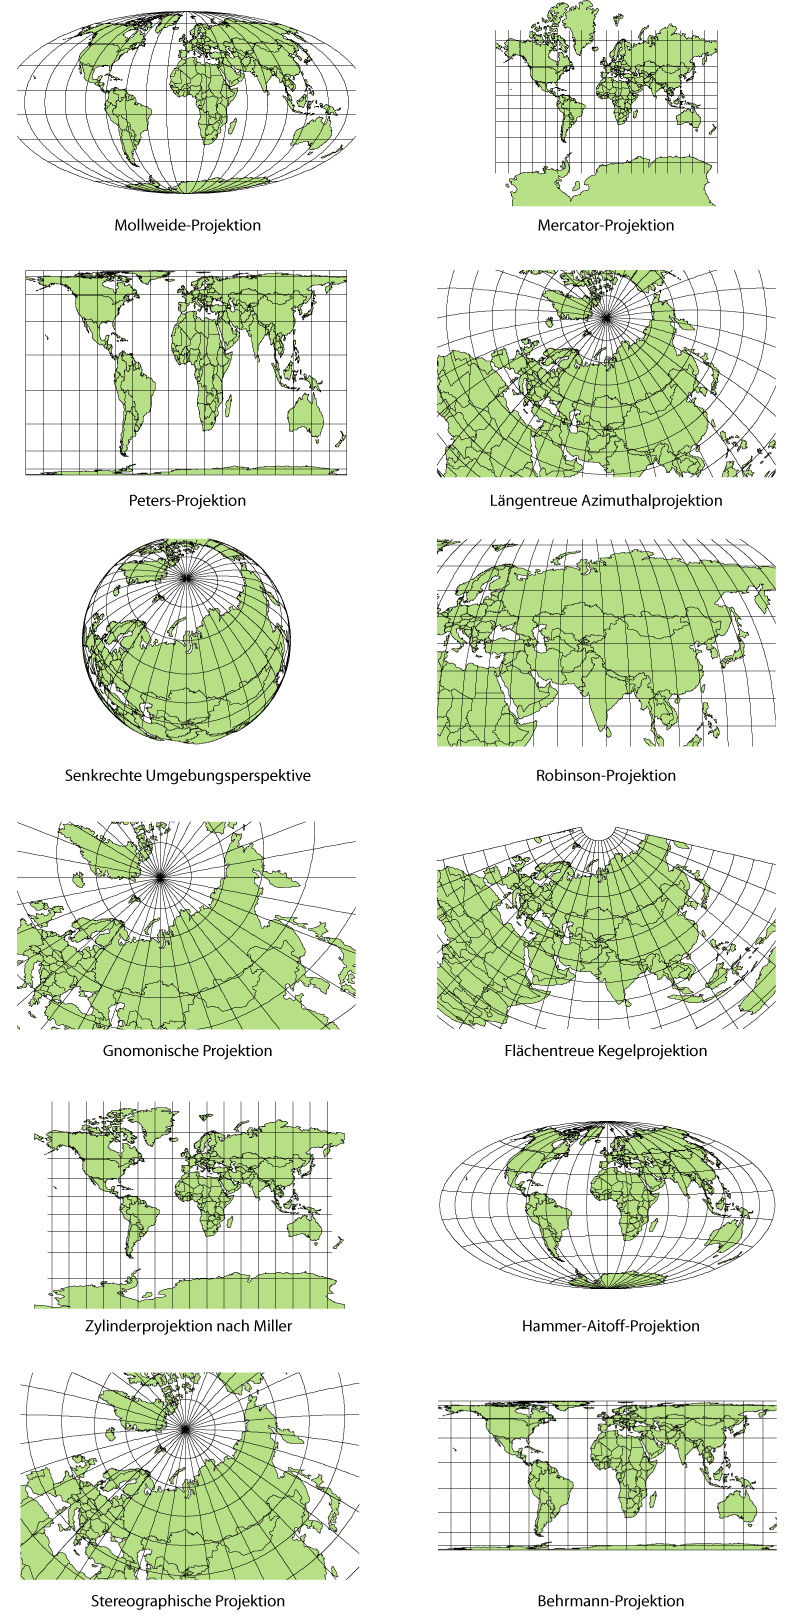 Mollweide-Projektion
Mercator-Projektion
Peters-Projektion
Längentreue Azimuthalprojektion
Senkrechte Umgebungsperspektive
Robinson-Projektion
Gnomonische Projektion
Flächentreue Kegelprojektion
Zylinderprojektion nach Miller
Hammer-Aitoff-Projektion
Stereographische Projektion
Behrmann-Projektion